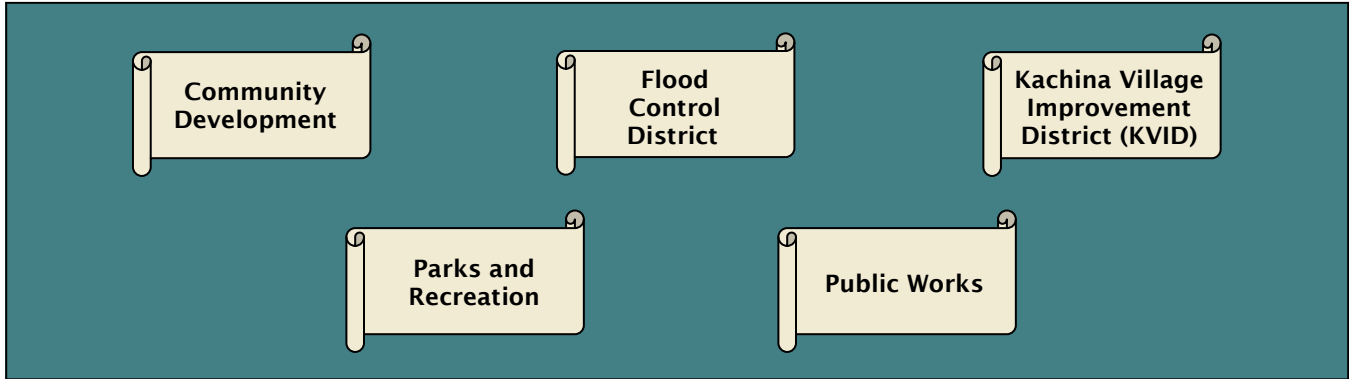 Community
Development
Flood
Control
District
Kachina Village
Improvement
District (KVID)
Parks and
Recreation
Public Works